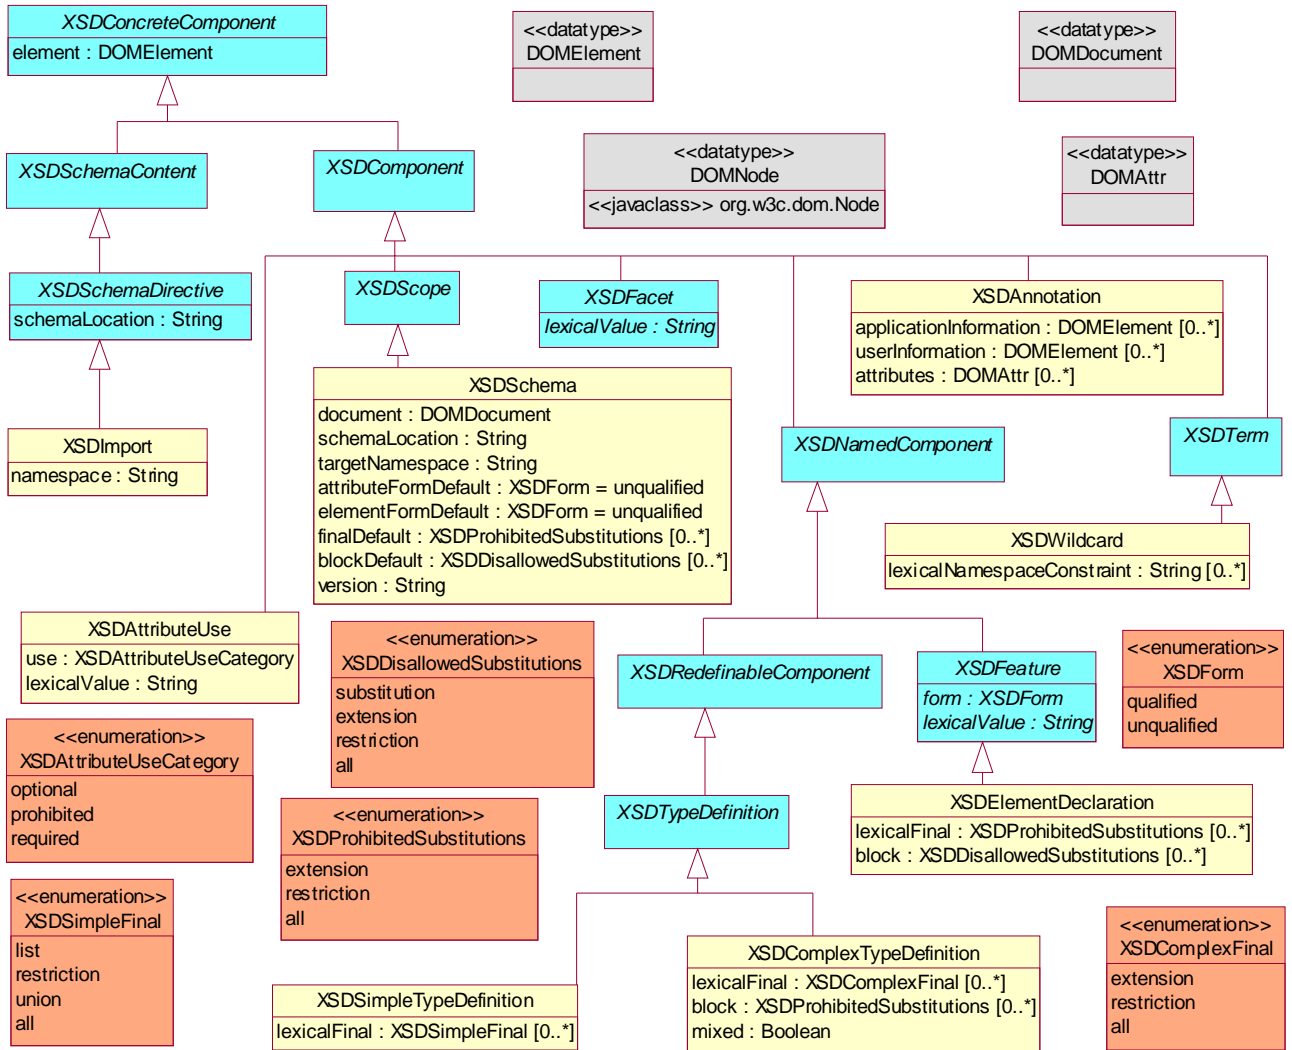 XSDConcreteComponent
element : DOMElement
<<datatype>>
DOMElement
<<datatype>>
DOMDocument
XSDSchemaContent
XSDComponent
<<datatype>>
DOMNode
<<javaclass>> org.w3c.dom.Node
<<datatype>>
DOMAttr
XSDSchemaDirective
schemaLocation : String
XSDScope
XSDFacet
lexicalValue : String
XSDAnnotation
applicationInformation : DOMElement [0..*]
userInformation : DOMElement [0..*]
attributes : DOMAttr [0..*]
XSDImport
namespace : String
XSDSchema
document : DOMDocument
schemaLocation : String
targetNamespace : String
attributeFormDefault : XSDForm = unqualified
elementFormDefault : XSDForm = unqualified
finalDefault : XSDProhibitedSubstitutions [0..*]
blockDefault : XSDDisallowedSubstitutions [0..*]
version : String
XSDNamedComponent
XSDTerm
XSDWildcard
lexicalNamespaceConstraint : String [0..*]
XSDAttributeUse
use : XSDAttributeUseCategory
lexicalValue : String
<<enumeration>>
XSDDisallowedSubstitutions
substitution
extension
restriction
all
XSDRedefinableComponent
XSDFeature
form : XSDForm
lexicalValue : String
<<enumeration>>
XSDForm
qualified
unqualified
<<enumeration>>
XSDAttributeUseCategory
optional
prohibited
required
<<enumeration>>
XSDProhibitedSubstitutions
extension
restriction
all
XSDTypeDefinition
XSDElementDeclaration
lexicalFinal : XSDProhibitedSubstitutions [0..*]
block : XSDDisallowedSubstitutions [0..*]
<<enumeration>>
XSDSimpleFinal
list
restriction
union
all
XSDSimpleTypeDefinition
lexicalFinal : XSDSimpleFinal [0..*]
XSDComplexTypeDefinition
lexicalFinal : XSDComplexFinal [0..*]
block : XSDProhibitedSubstitutions [0..*]
mixed : Boolean
<<enumeration>>
XSDComplexFinal
extension
restriction
all